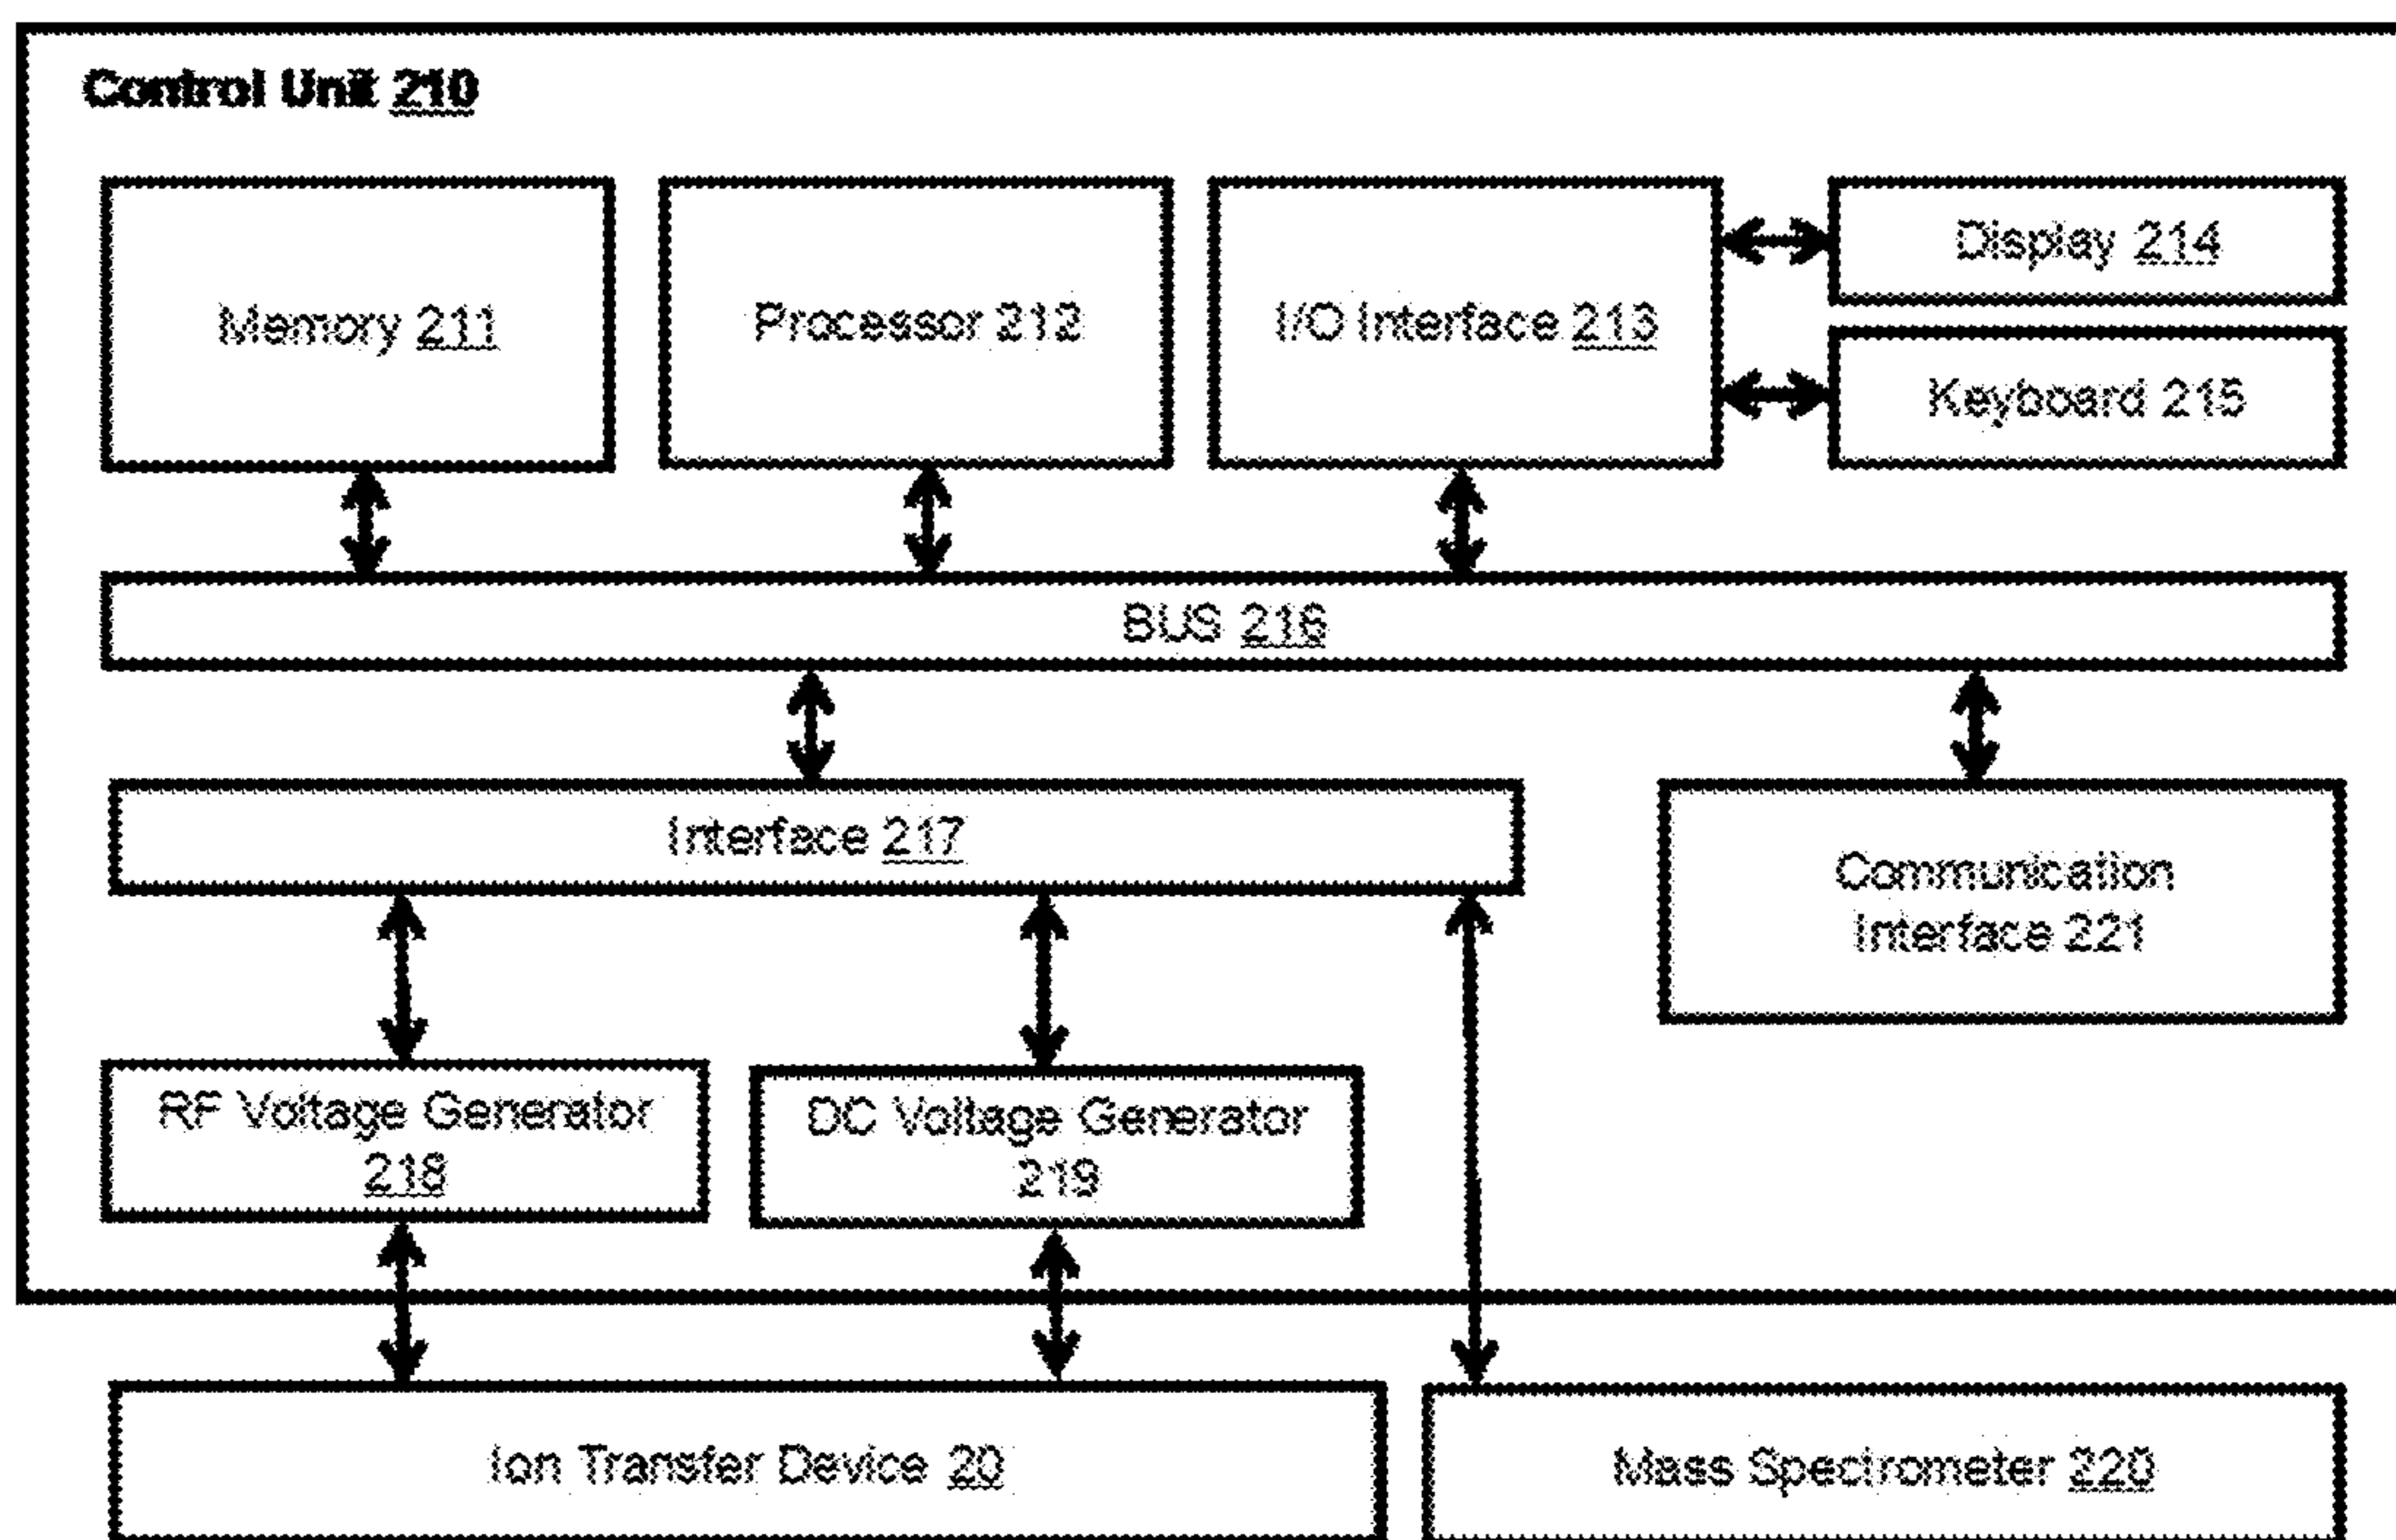 Control Unit 210
Memory 211
Processor 212
I/O Interface 213
Display 214
Keyboard 215
BUS 216
Interface 217
Communication
Interface 221
RF Voltage Generator
218
DC Voltage Generator
219
Ion Transfer Device 20
Mass Spectrometer 220